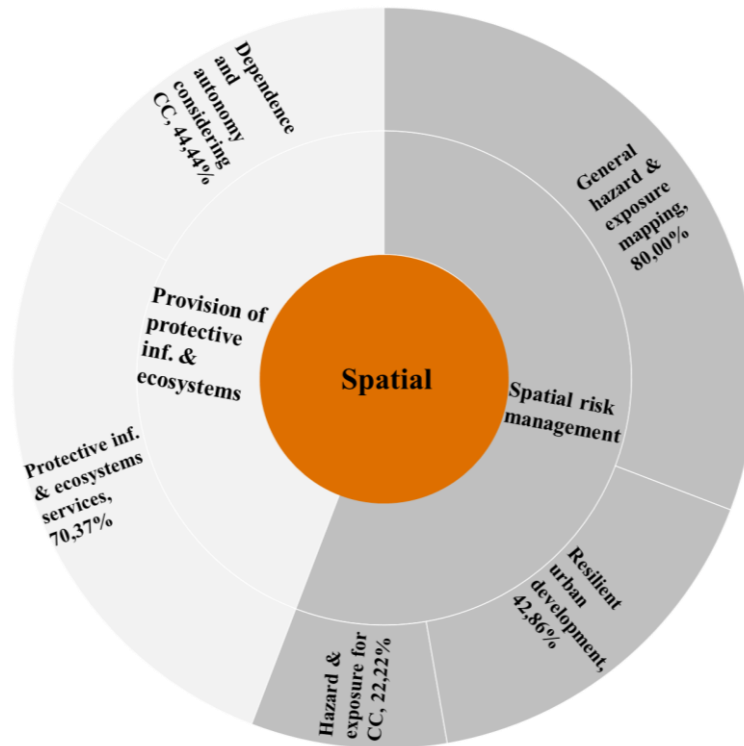 Spatial
Spatial risk
management
General
hazard &
exposure
mapping,
80,00%
Resilient
urban
development,
42,86%
Hazard &
exposure for
CC, 22,22%
Provision of
protective
inf. &
ecosystems
Protective inf.
& ecosystems
services,
70,37%
Dependence
and
autonomy
considering
CC, 44,44%